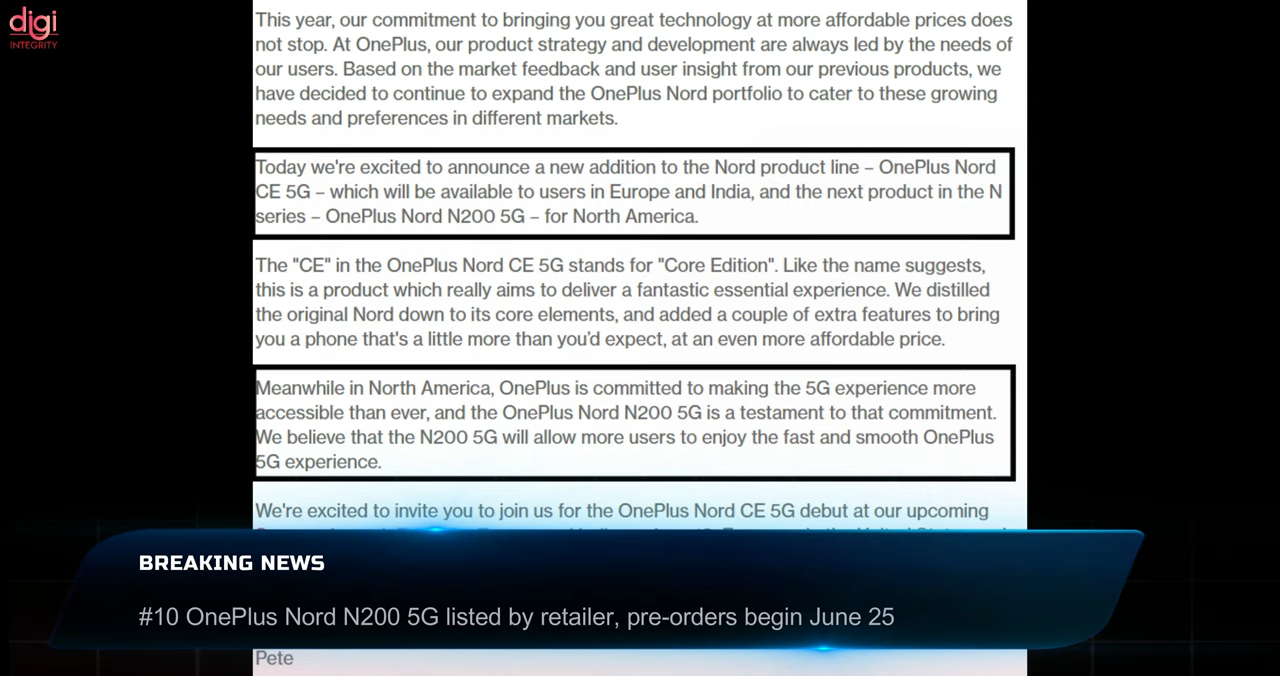 digi
INTEGRITY
This year, our commitment to bringing you great technology at more affordable prices does
not stop. At OnePlus, our product strategy and development are always led by the needs of
our users. Based on the market feedback and user insight from our previous products, we
have decided to continue to expand the OnePlus Nord portfolio to cater to these growing
needs and preferences in different markets.
Today we're excited to announce a new addition to the Nord product line – OnePlus Nord
CE 5G – which will be available to users in Europe and India, and the next product in the N
series – OnePlus Nord N200 5G – for North America.
The "CE" in the OnePlus Nord CE 5G stands for "Core Edition". Like the name suggests,
this is a product which really aims to deliver a fantastic essential experience. We distilled
the original Nord down to its core elements, and added a couple of extra features to bring
you a phone that's a little more than you'd expect, at an even more affordable price.
Meanwhile in North America, OnePlus is committed to making the 5G experience more
accessible than ever, and the OnePlus Nord N200 5G is a testament to that commitment.
We believe that the N200 5G will allow more users to enjoy the fast and smooth OnePlus
5G experience.
We're excited to invite you to join us for the OnePlus Nord CE 5G debut at our upcoming
BREAKING NEWS
#10 OnePlus Nord N200 5G listed by retailer, pre-orders begin June 25
Pete